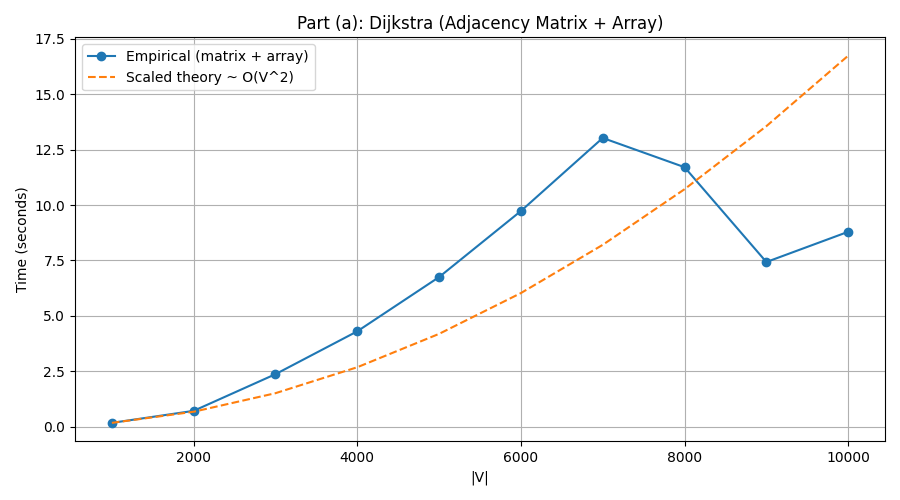 Part (a): Dijkstra (Adjacency Matrix + Array)
Empirical (matrix + array)
Scaled theory ~ O(V^2)
Time (seconds)
17.5
15.0
12.5
10.0
7.5
5.0
2.5
0.0
2000
4000
6000
8000
10000
|V|